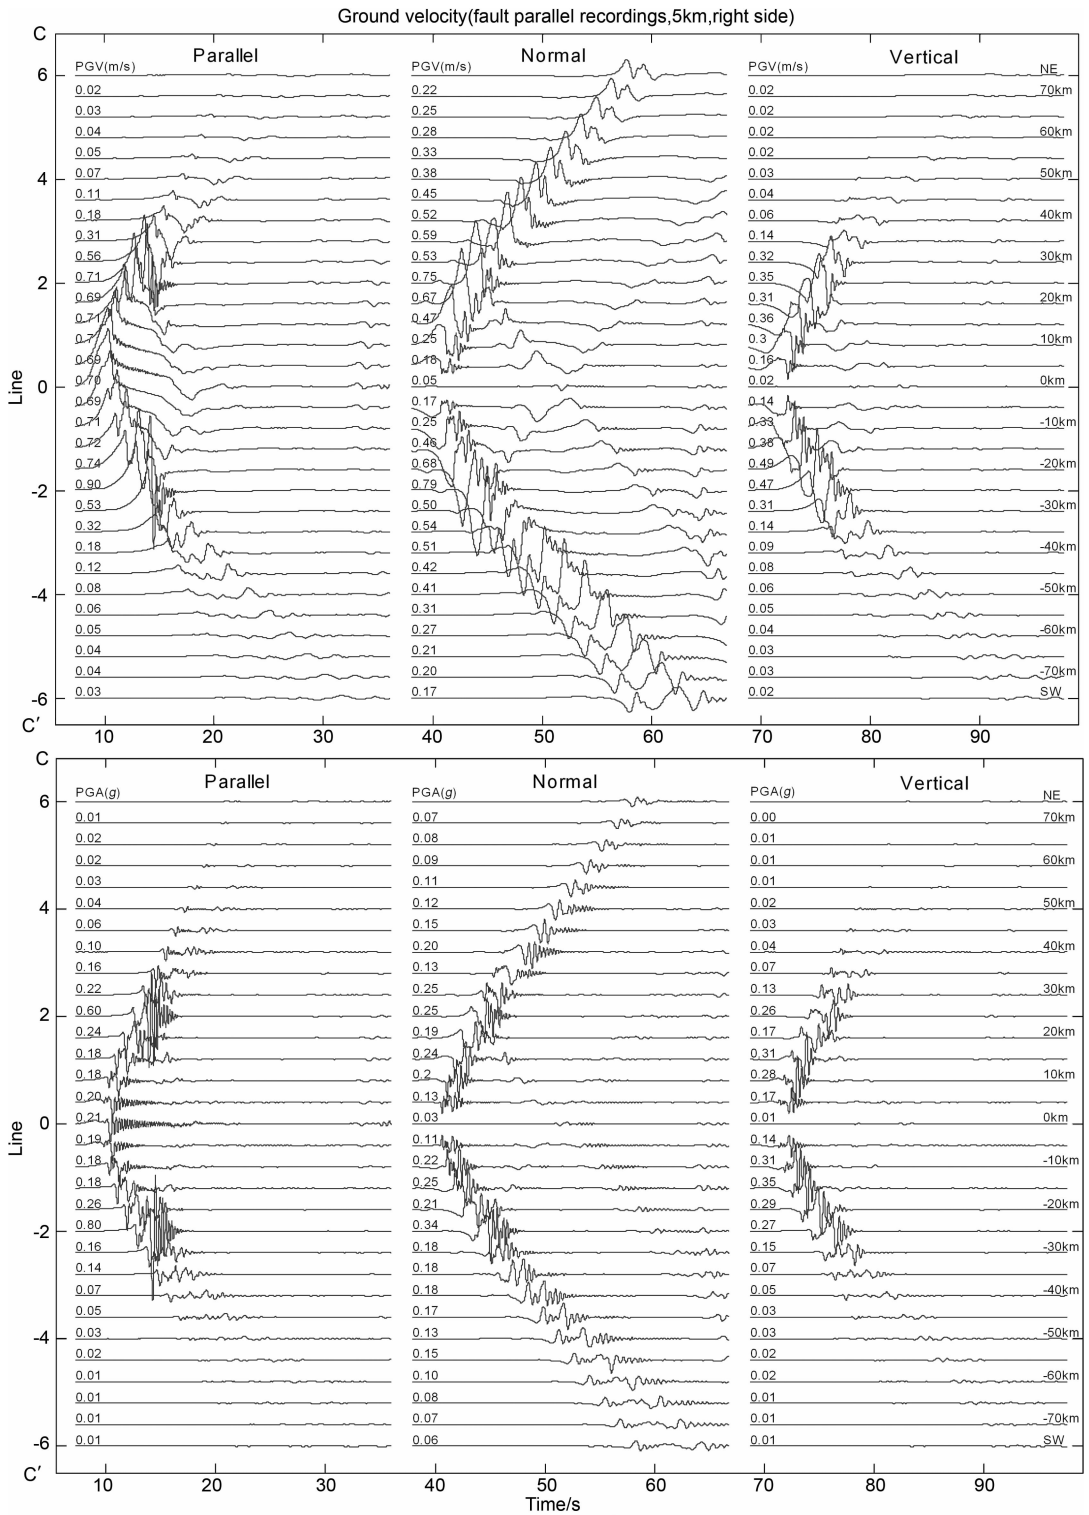 Ground velocity(fault parallel recordings,5km,right side)
C
Parallel Normal Vertical
PGV(m/s) PGV(m/s) PGV(m/s) NE
6
0.02 0.22 0.02 70km
0.03 0.25 0.02
0.04 0.28 0.02 60km
0.05 0.33 0.02
0.07 0.38 0.03 50km
4
0.11 0.45 0.04
0.18 0.52 0.06 40km
0.31 0.59 0.14
0.56 0.53 0.32 30km
0.71 0.75 0.35
2
0.69 0.67 0.31 20km
0.71 0.47 0.36
0.25 0.3 10km
0.69 0.18 0.16
0 0.70 0.05 0.02 0km
Line
0.69 0.17 0.14
0.71 0.25 0.33 -10km
0.72 0.46 0.38
0.74 0.68 0.49 -20km
0.90 0.79 0.47
-2
0.53 0.50 0.31 -30km
0.32 0.54 0.14
0.18 0.51 0.09 -40km
0.12 0.42 0.08
0.08 0.41 0.06 -50km
-4
0.06 0.31 0.05
0.05 0.27 0.04 -60km
0.04 0.21 0.03
0.04 0.20 0.03 -70km
-6 0.03 0.17 0.02 SW
C′
10 20 30 40 50 60 70 80 90
C
Parallel Normal Vertical
PGA(g) PGA(g) PGA(g) NE
6
0.01 0.07 0.00 70km
0.02 0.08 0.01
0.02 0.09 0.01 60km
0.03 0.11 0.01
0.04 0.12 0.02 50km
4
0.06 0.15 0.03
0.10 0.20 0.04 40km
0.16 0.13 0.07
0.22 0.25 0.13 30km
0.60 0.25 0.26
2
0.24 0.19 0.17 20km
0.18 0.24 0.31
0.18 0.2 0.28 10km
0.20 0.13 0.17
0 0.21 0.03 0.01 0km
Line
0.19 0.11 0.14
0.18 0.22 0.31 -10km
0.18 0.25 0.35
0.26 0.21 0.29 -20km
0.80 0.34 0.27
-2
0.16 0.18 0.15 -30km
0.14 0.18 0.07
0.07 0.18 0.05 -40km
0.05 0.17 0.03
0.03 0.13 0.03 -50km
-4
0.02 0.15 0.02
0.01 0.10 0.02 -60km
0.01 0.08 0.01
0.01 0.07 0.01 -70km
-6 0.01 0.06 0.01 SW
C′
10 20 30 40 50 60 70 80 90
Time/s